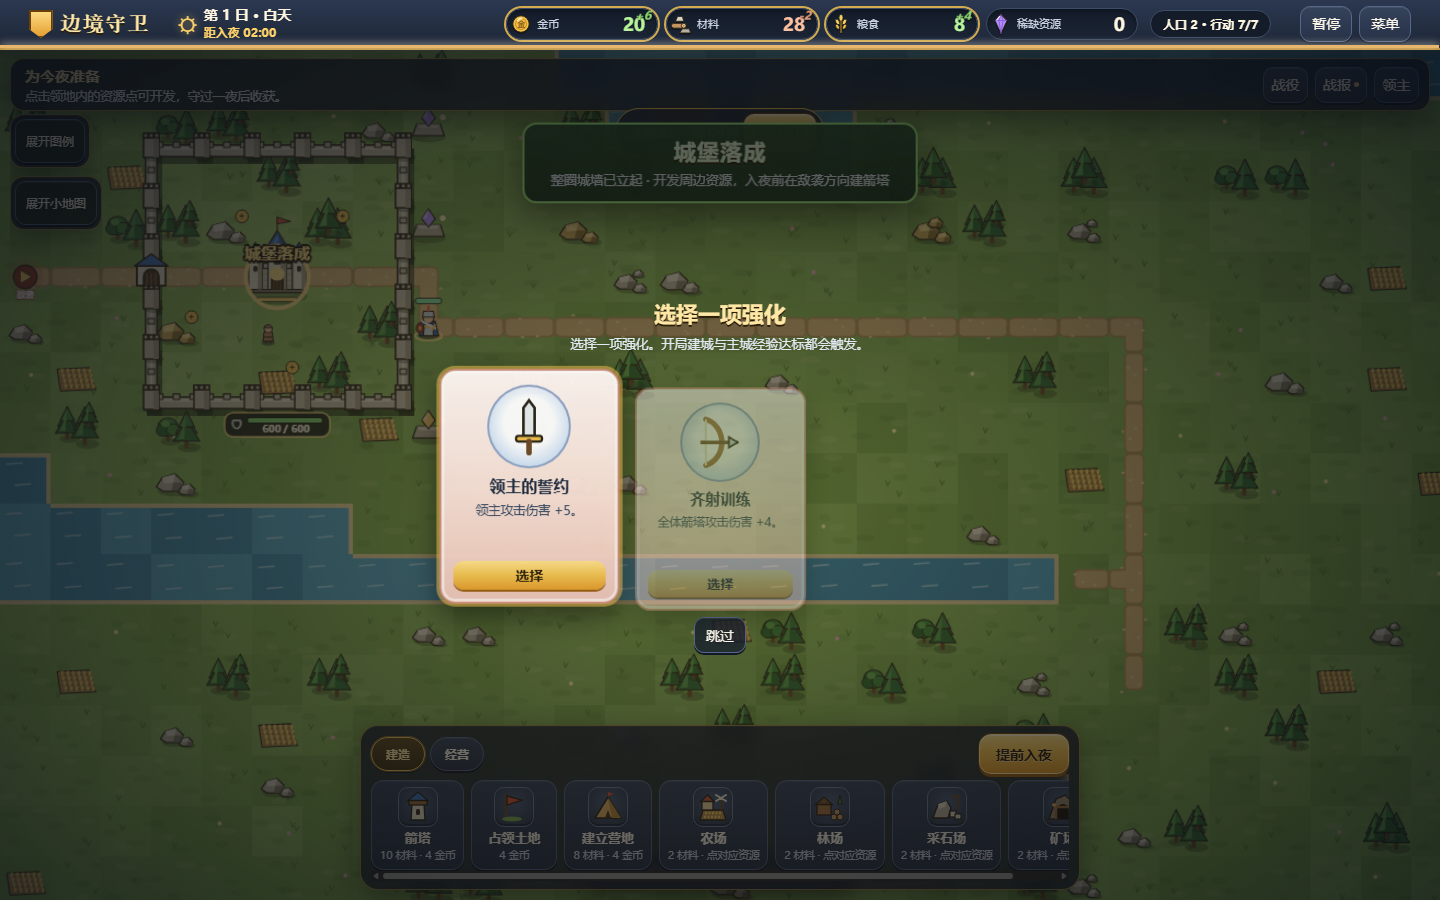 边境守卫
第 1 日 • 白天
距入夜 02:00
金 金币 20 +6
材料 28 -2
粮食 8 +4
稀缺资源 0
人口 2 • 行动 7/7
暂停
菜单
为今夜准备
点击领地内的资源点可开发，守过一夜后收获。
战役
战报
领主
展开图例
展开小地图
城堡落成
整圈城墙已立起 · 开发周边资源，入夜前在敌袭方向建箭塔
城堡落成
600 / 600
选择一项强化
选择一项强化。开局建城与主城经验达标都会触发。
领主的誓约
领主攻击伤害 +5。
选择
齐射训练
全体箭塔攻击伤害 +4。
选择
跳过
建造
经营
提前入夜
箭塔
10 材料 · 4 金币
占领土地
4 金币
建立营地
8 材料 · 4 金币
农场
2 材料 · 点对应资源
林场
2 材料 · 点对应资源
采石场
2 材料 · 点对应资源
2 材料 · 点